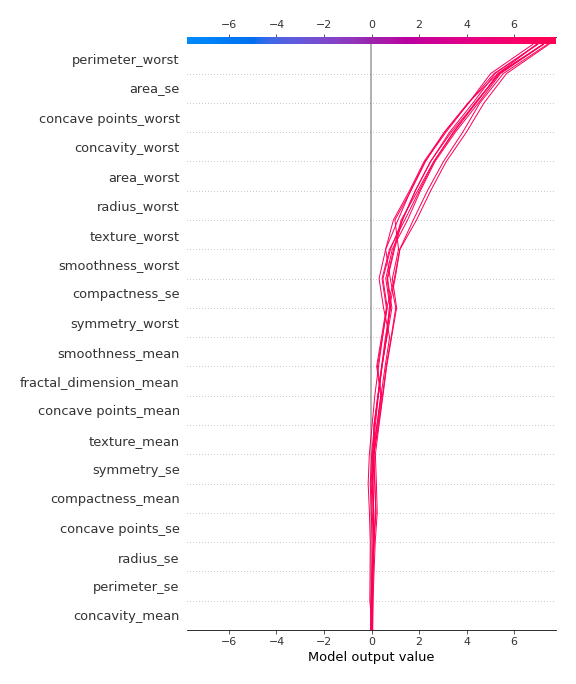 −6 −4 −2 0 2 4 6
perimeter_worst
area_se
concave points_worst
concavity_worst
area_worst
radius_worst
texture_worst
smoothness_worst
compactness_se
symmetry_worst
smoothness_mean
fractal_dimension_mean
concave points_mean
texture_mean
symmetry_se
compactness_mean
concave points_se
radius_se
perimeter_se
concavity_mean
−6 −4 −2 0 2 4 6
Model output value